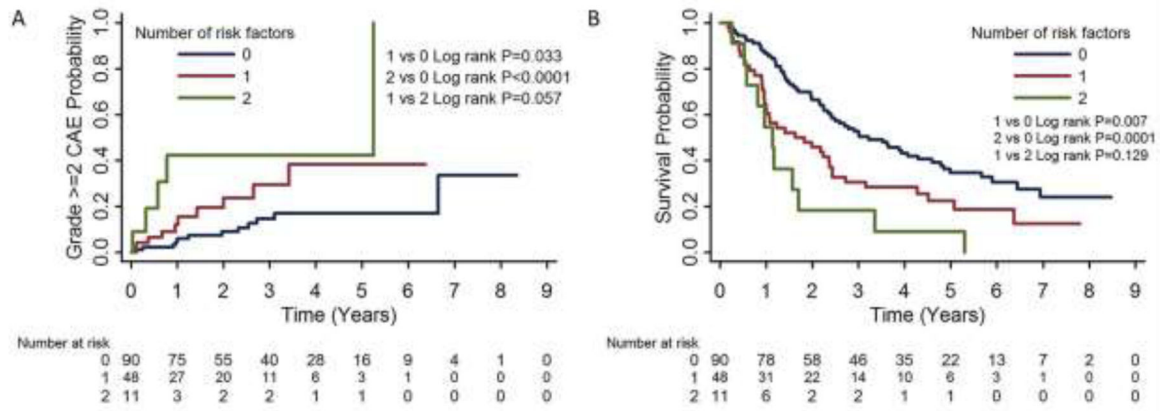 A
Grade >=2 CAE Probability
1.0
0.8
0.6
0.4
0.2
0.0
Number of risk factors
0
1
2
1 vs 0 Log rank P=0.033
2 vs 0 Log rank P<0.0001
1 vs 2 Log rank P=0.057
0 1 2 3 4 5 6 7 8 9
Time (Years)
Number at risk
0 90 75 55 40 28 16 9 4 1 0
1 48 27 20 11 6 3 1 0 0 0
2 11 3 2 2 1 1 0 0 0 0
B
Survival Probability
1.0
0.8
0.6
0.4
0.2
0.0
Number of risk factors
0
1
2
1 vs 0 Log rank P=0.007
2 vs 0 Log rank P=0.0001
1 vs 2 Log rank P=0.129
0 1 2 3 4 5 6 7 8 9
Time (Years)
Number at risk
0 90 78 58 46 35 22 13 7 2 0
1 48 31 22 14 10 6 3 1 0 0
2 11 6 2 2 1 1 0 0 0 0